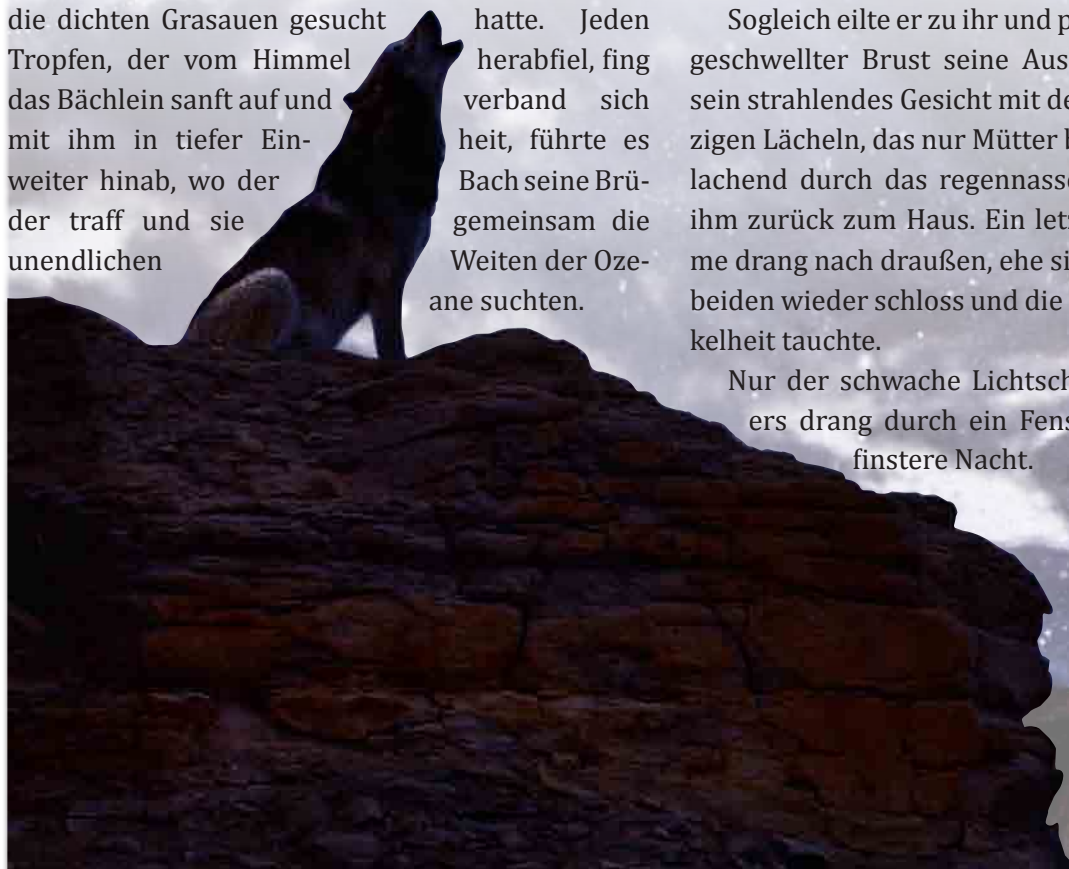 die dichten Grasauen gesucht hatte. Jeden
Tropfen, der vom Himmel herabfiel, fing
das Bächlein sanft auf und verband sich
mit ihm in tiefer Ein- heit, führte es
weiter hinab, wo der Bach seine Brü-
der traff und sie gemeinsam die
unendlichen Weiten der Oze-
ane suchten.
Sogleich eilte er zu ihr und p
geschwellter Brust seine Aus
sein strahlendes Gesicht mit de
zigen Lächeln, das nur Mütter b
lachend durch das regennasse
ihm zurück zum Haus. Ein letz
me drang nach draußen, ehe si
beiden wieder schloss und die
kelheit tauchte.
Nur der schwache Lichtsch
ers drang durch ein Fens
finstere Nacht.